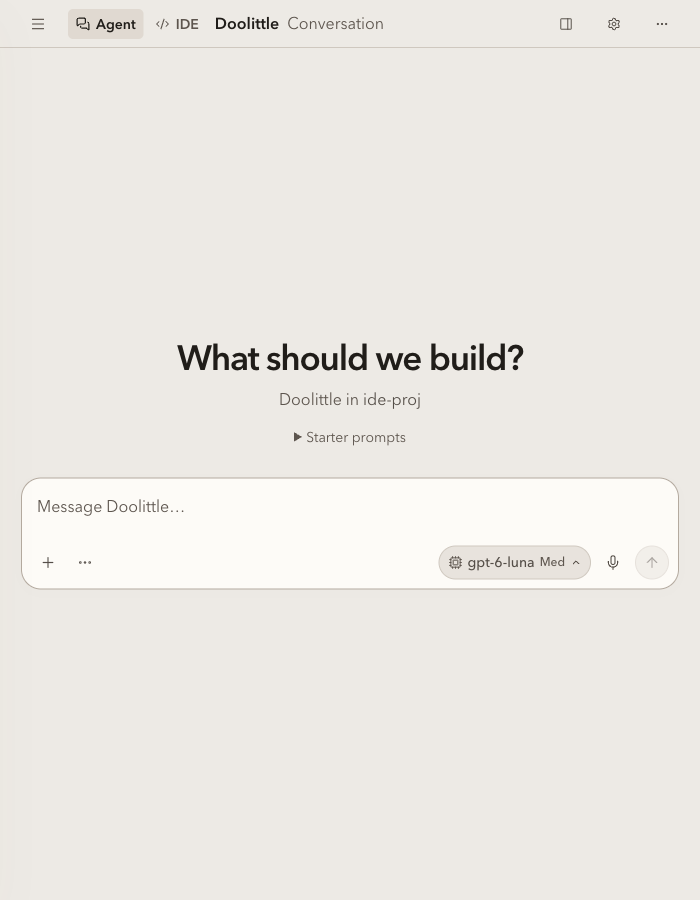 Agent IDE Doolittle Conversation
What should we build?
Doolittle in ide-proj
Starter prompts
Message Doolittle…
gpt-6-luna Med